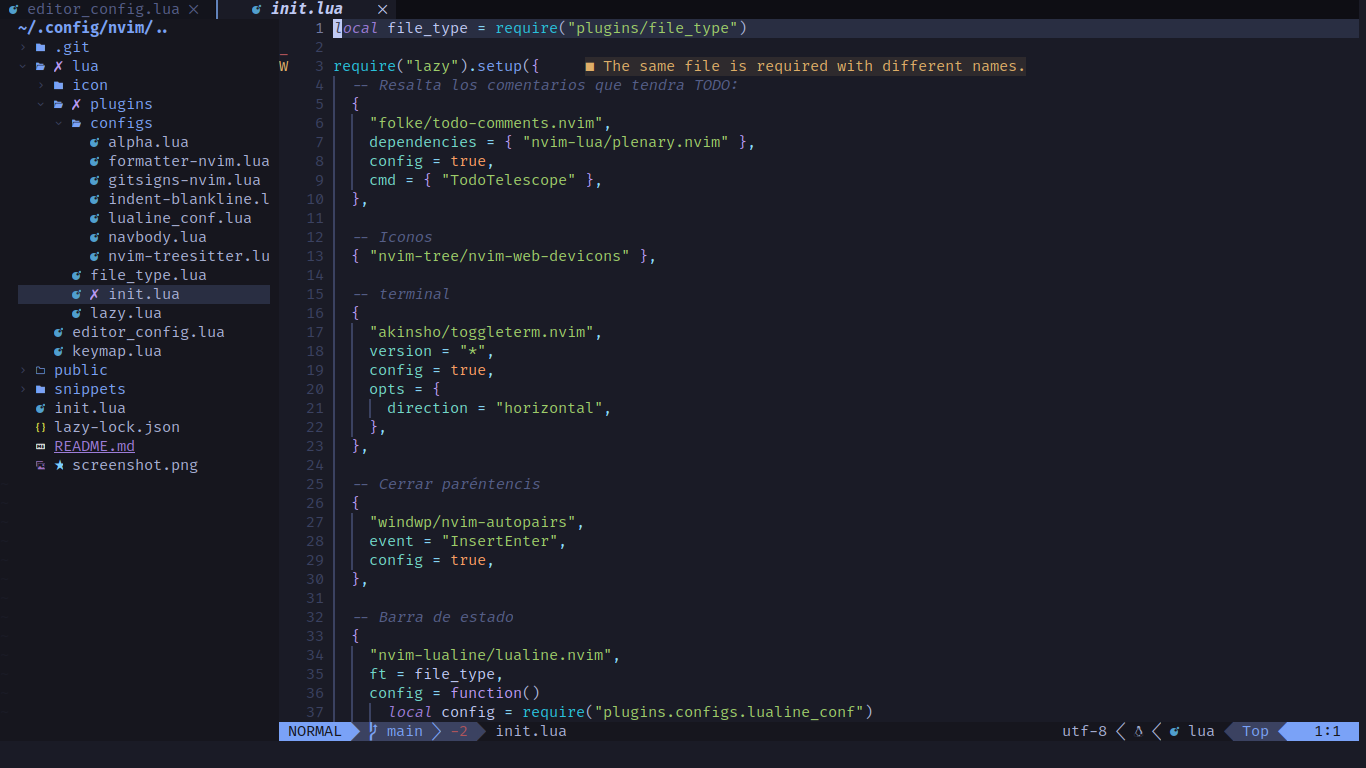 editor_config.lua
init.lua
~/.config/nvim/..
.git
lua
icon
plugins
configs
alpha.lua
formatter-nvim.lua
gitsigns-nvim.lua
indent-blankline.l
lualine_conf.lua
navbody.lua
nvim-treesitter.lu
file_type.lua
init.lua
lazy.lua
editor_config.lua
keymap.lua
public
snippets
init.lua
lazy-lock.json
README.md
screenshot.png
1 local file_type = require("plugins/file_type")
_ 2
W 3 require("lazy").setup({ ■ The same file is required with different names.
4 -- Resalta los comentarios que tendra TODO:
5 {
6 "folke/todo-comments.nvim",
7 dependencies = { "nvim-lua/plenary.nvim" },
8 config = true,
9 cmd = { "TodoTelescope" },
10 },
11
12 -- Iconos
13 { "nvim-tree/nvim-web-devicons" },
14
15 -- terminal
16 {
17 "akinsho/toggleterm.nvim",
18 version = "*",
19 config = true,
20 opts = {
21 direction = "horizontal",
22 },
23 },
24
25 -- Cerrar paréntencis
26 {
27 "windwp/nvim-autopairs",
28 event = "InsertEnter",
29 config = true,
30 },
31
32 -- Barra de estado
33 {
34 "nvim-lualine/lualine.nvim",
35 ft = file_type,
36 config = function()
37 local config = require("plugins.configs.lualine_conf")
NORMAL main -2 init.lua utf-8 lua Top 1:1